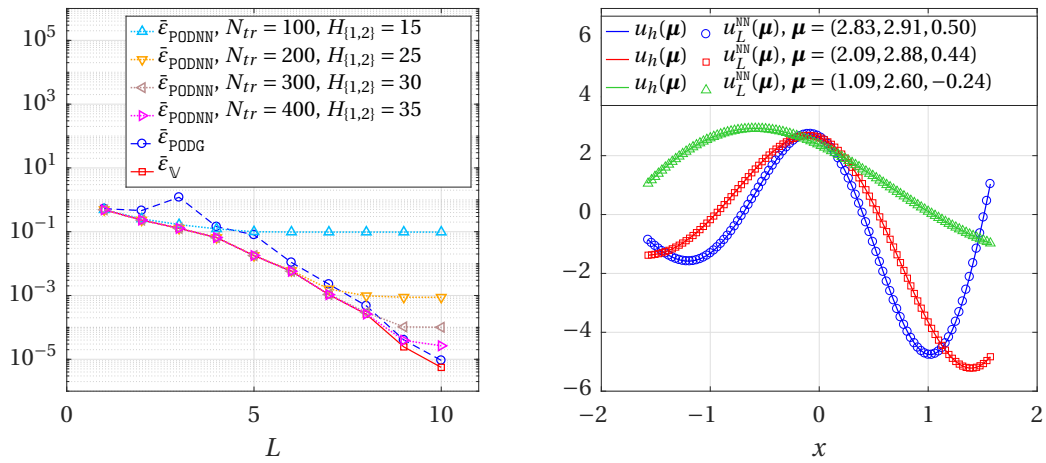 10^5
10^3
10^1
10^{-1}
10^{-3}
10^{-5}
0
5
10
L
ε̄_PODNN, N_tr = 100, H_{1,2} = 15
ε̄_PODNN, N_tr = 200, H_{1,2} = 25
ε̄_PODNN, N_tr = 300, H_{1,2} = 30
ε̄_PODNN, N_tr = 400, H_{1,2} = 35
ε̄_PODG
ε̄_𝕍
6
4
2
0
−2
−4
−6
−2
−1
0
1
2
x
u_h(μ) u_L^NN(μ), μ = (2.83, 2.91, 0.50)
u_h(μ) u_L^NN(μ), μ = (2.09, 2.88, 0.44)
u_h(μ) u_L^NN(μ), μ = (1.09, 2.60, −0.24)